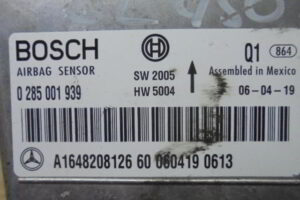 BOSCH Q1 864
AIRBAG SENSOR SW 2005 Assembled in Mexico
0 285 001 939 HW 5004 06-04-19
A1648208126 60 060419 0613